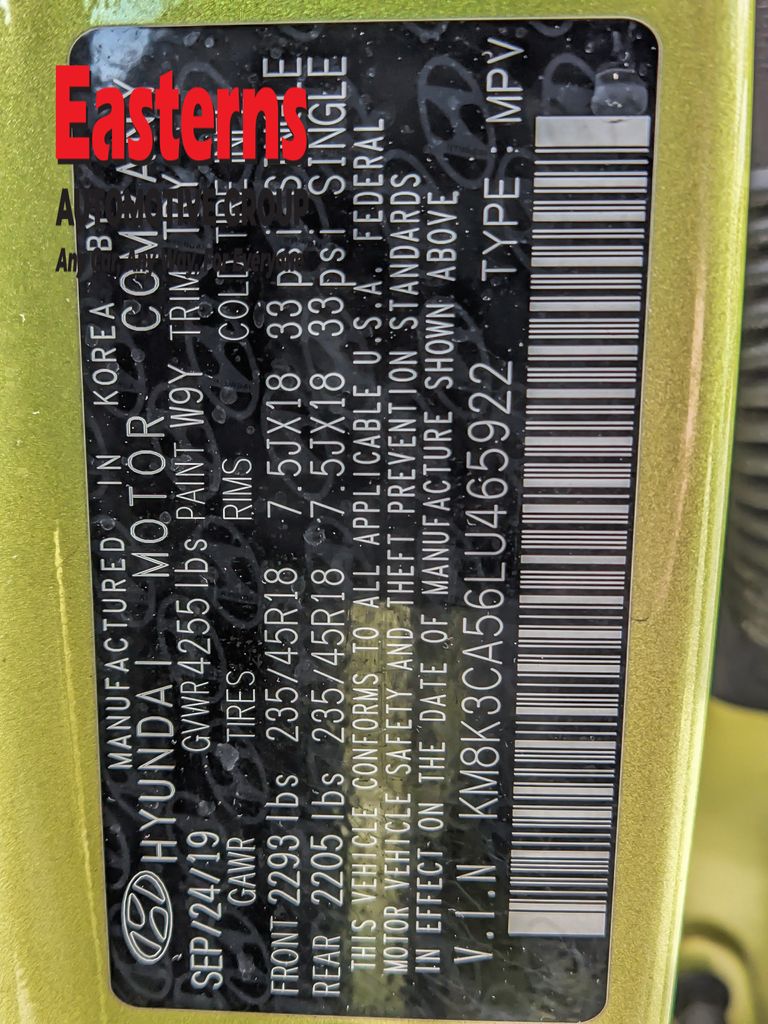 Easterns
AUTOMOTIVE GROUP
MANUFACTURED IN KOREA BY
HYUNDAI MOTOR COMPANY
SEP/24/19 GVWR 4255 lbs PAINT W9Y TRIM
GAWR TIRES RIMS COLD
FRONT 2293 lbs 235/45R18 7.5JX18 33 psi SINGLE
REAR 2205 lbs 235/45R18 7.5JX18 33 psi SINGLE
THIS VEHICLE CONFORMS TO ALL APPLICABLE U.S.A. FEDERAL
MOTOR VEHICLE SAFETY AND THEFT PREVENTION STANDARDS
IN EFFECT ON THE DATE OF MANUFACTURE SHOWN ABOVE
V.I.N KM8K3CA56LU465922 TYPE : MPV